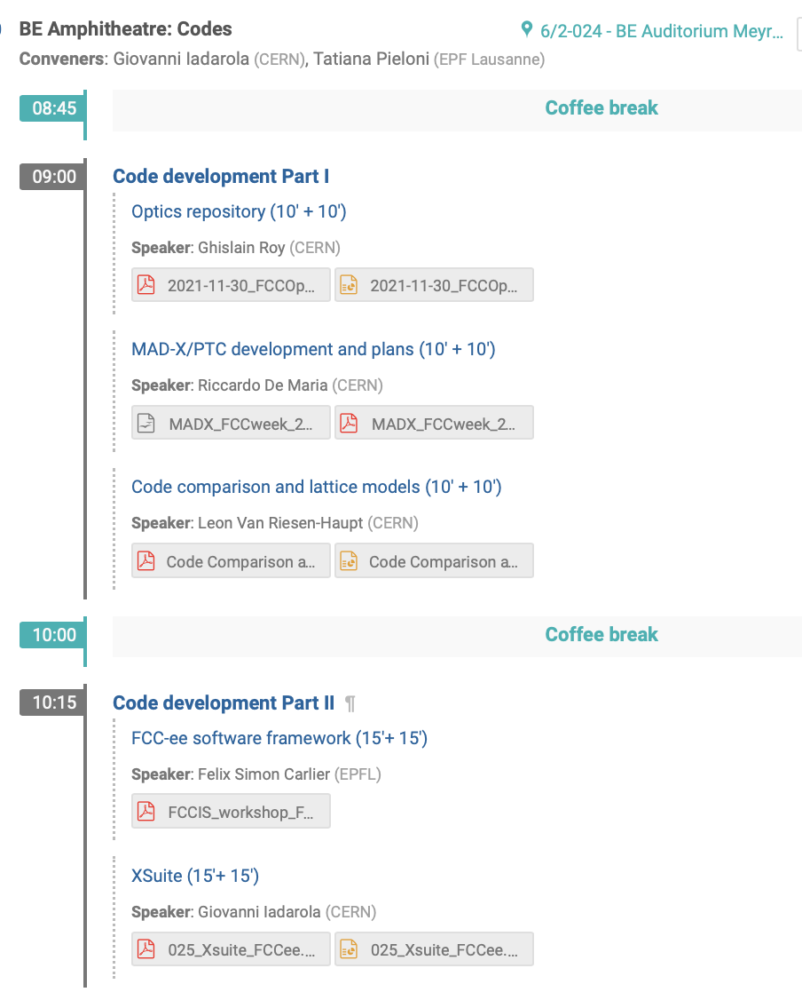 BE Amphitheatre: Codes
6/2-024 - BE Auditorium Meyr...
Conveners: Giovanni Iadarola (CERN), Tatiana Pieloni (EPF Lausanne)
08:45
Coffee break
09:00
Code development Part I
Optics repository (10' + 10')
Speaker: Ghislain Roy (CERN)
2021-11-30_FCCOp... 2021-11-30_FCCOp...
MAD-X/PTC development and plans (10' + 10')
Speaker: Riccardo De Maria (CERN)
MADX_FCCweek_2... MADX_FCCweek_2...
Code comparison and lattice models (10' + 10')
Speaker: Leon Van Riesen-Haupt (CERN)
Code Comparison a... Code Comparison a...
10:00
Coffee break
10:15
Code development Part II ¶
FCC-ee software framework (15'+ 15')
Speaker: Felix Simon Carlier (EPFL)
FCCIS_workshop_F...
XSuite (15'+ 15')
Speaker: Giovanni Iadarola (CERN)
025_Xsuite_FCCee.... 025_Xsuite_FCCee....